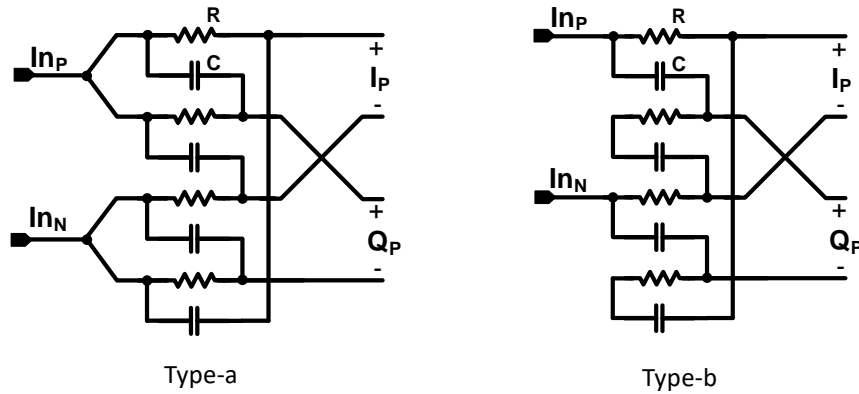 In_P
R
C
+
I_P
-
In_N
+
Q_P
-
Type-a
In_P
R
C
+
I_P
-
In_N
+
Q_P
-
Type-b